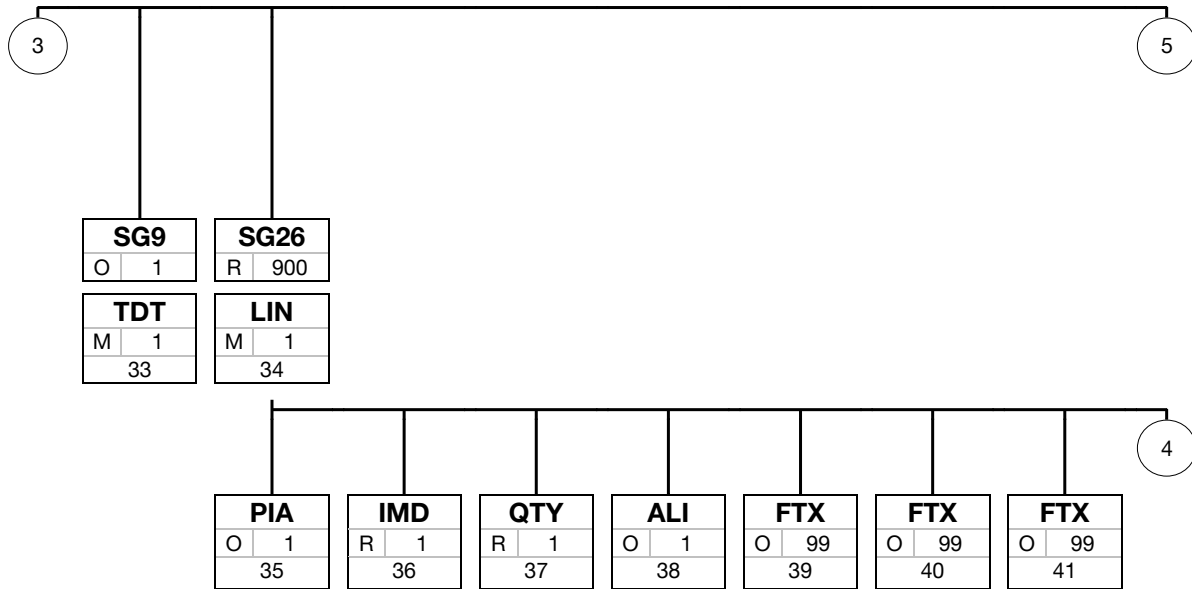 3
5
SG9 SG26
O 1 R 900
TDT LIN
M 1 M 1
33 34
4
PIA IMD QTY ALI FTX FTX FTX
O 1 R 1 R 1 O 1 O 99 O 99 O 99
35 36 37 38 39 40 41